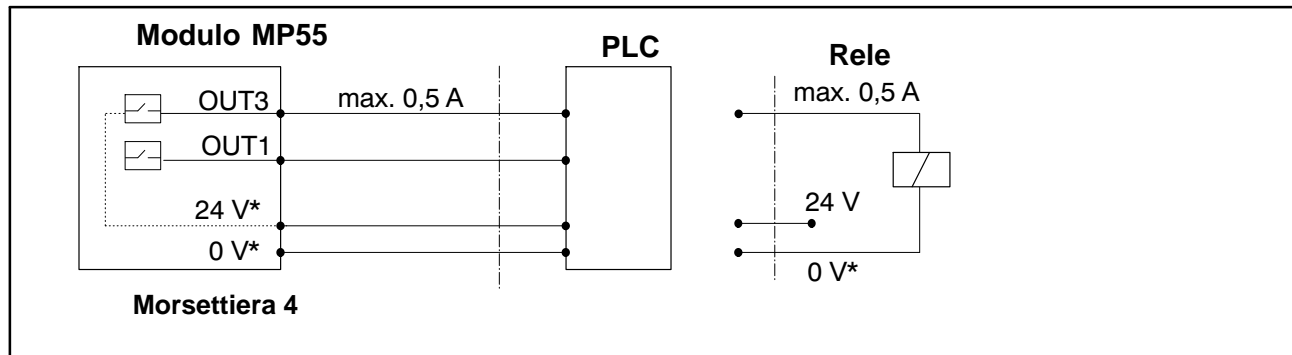 Modulo MP55
PLC
Rele
OUT3
max. 0,5 A
max. 0,5 A
OUT1
24 V*
24 V
0 V*
0 V*
Morsettiera 4